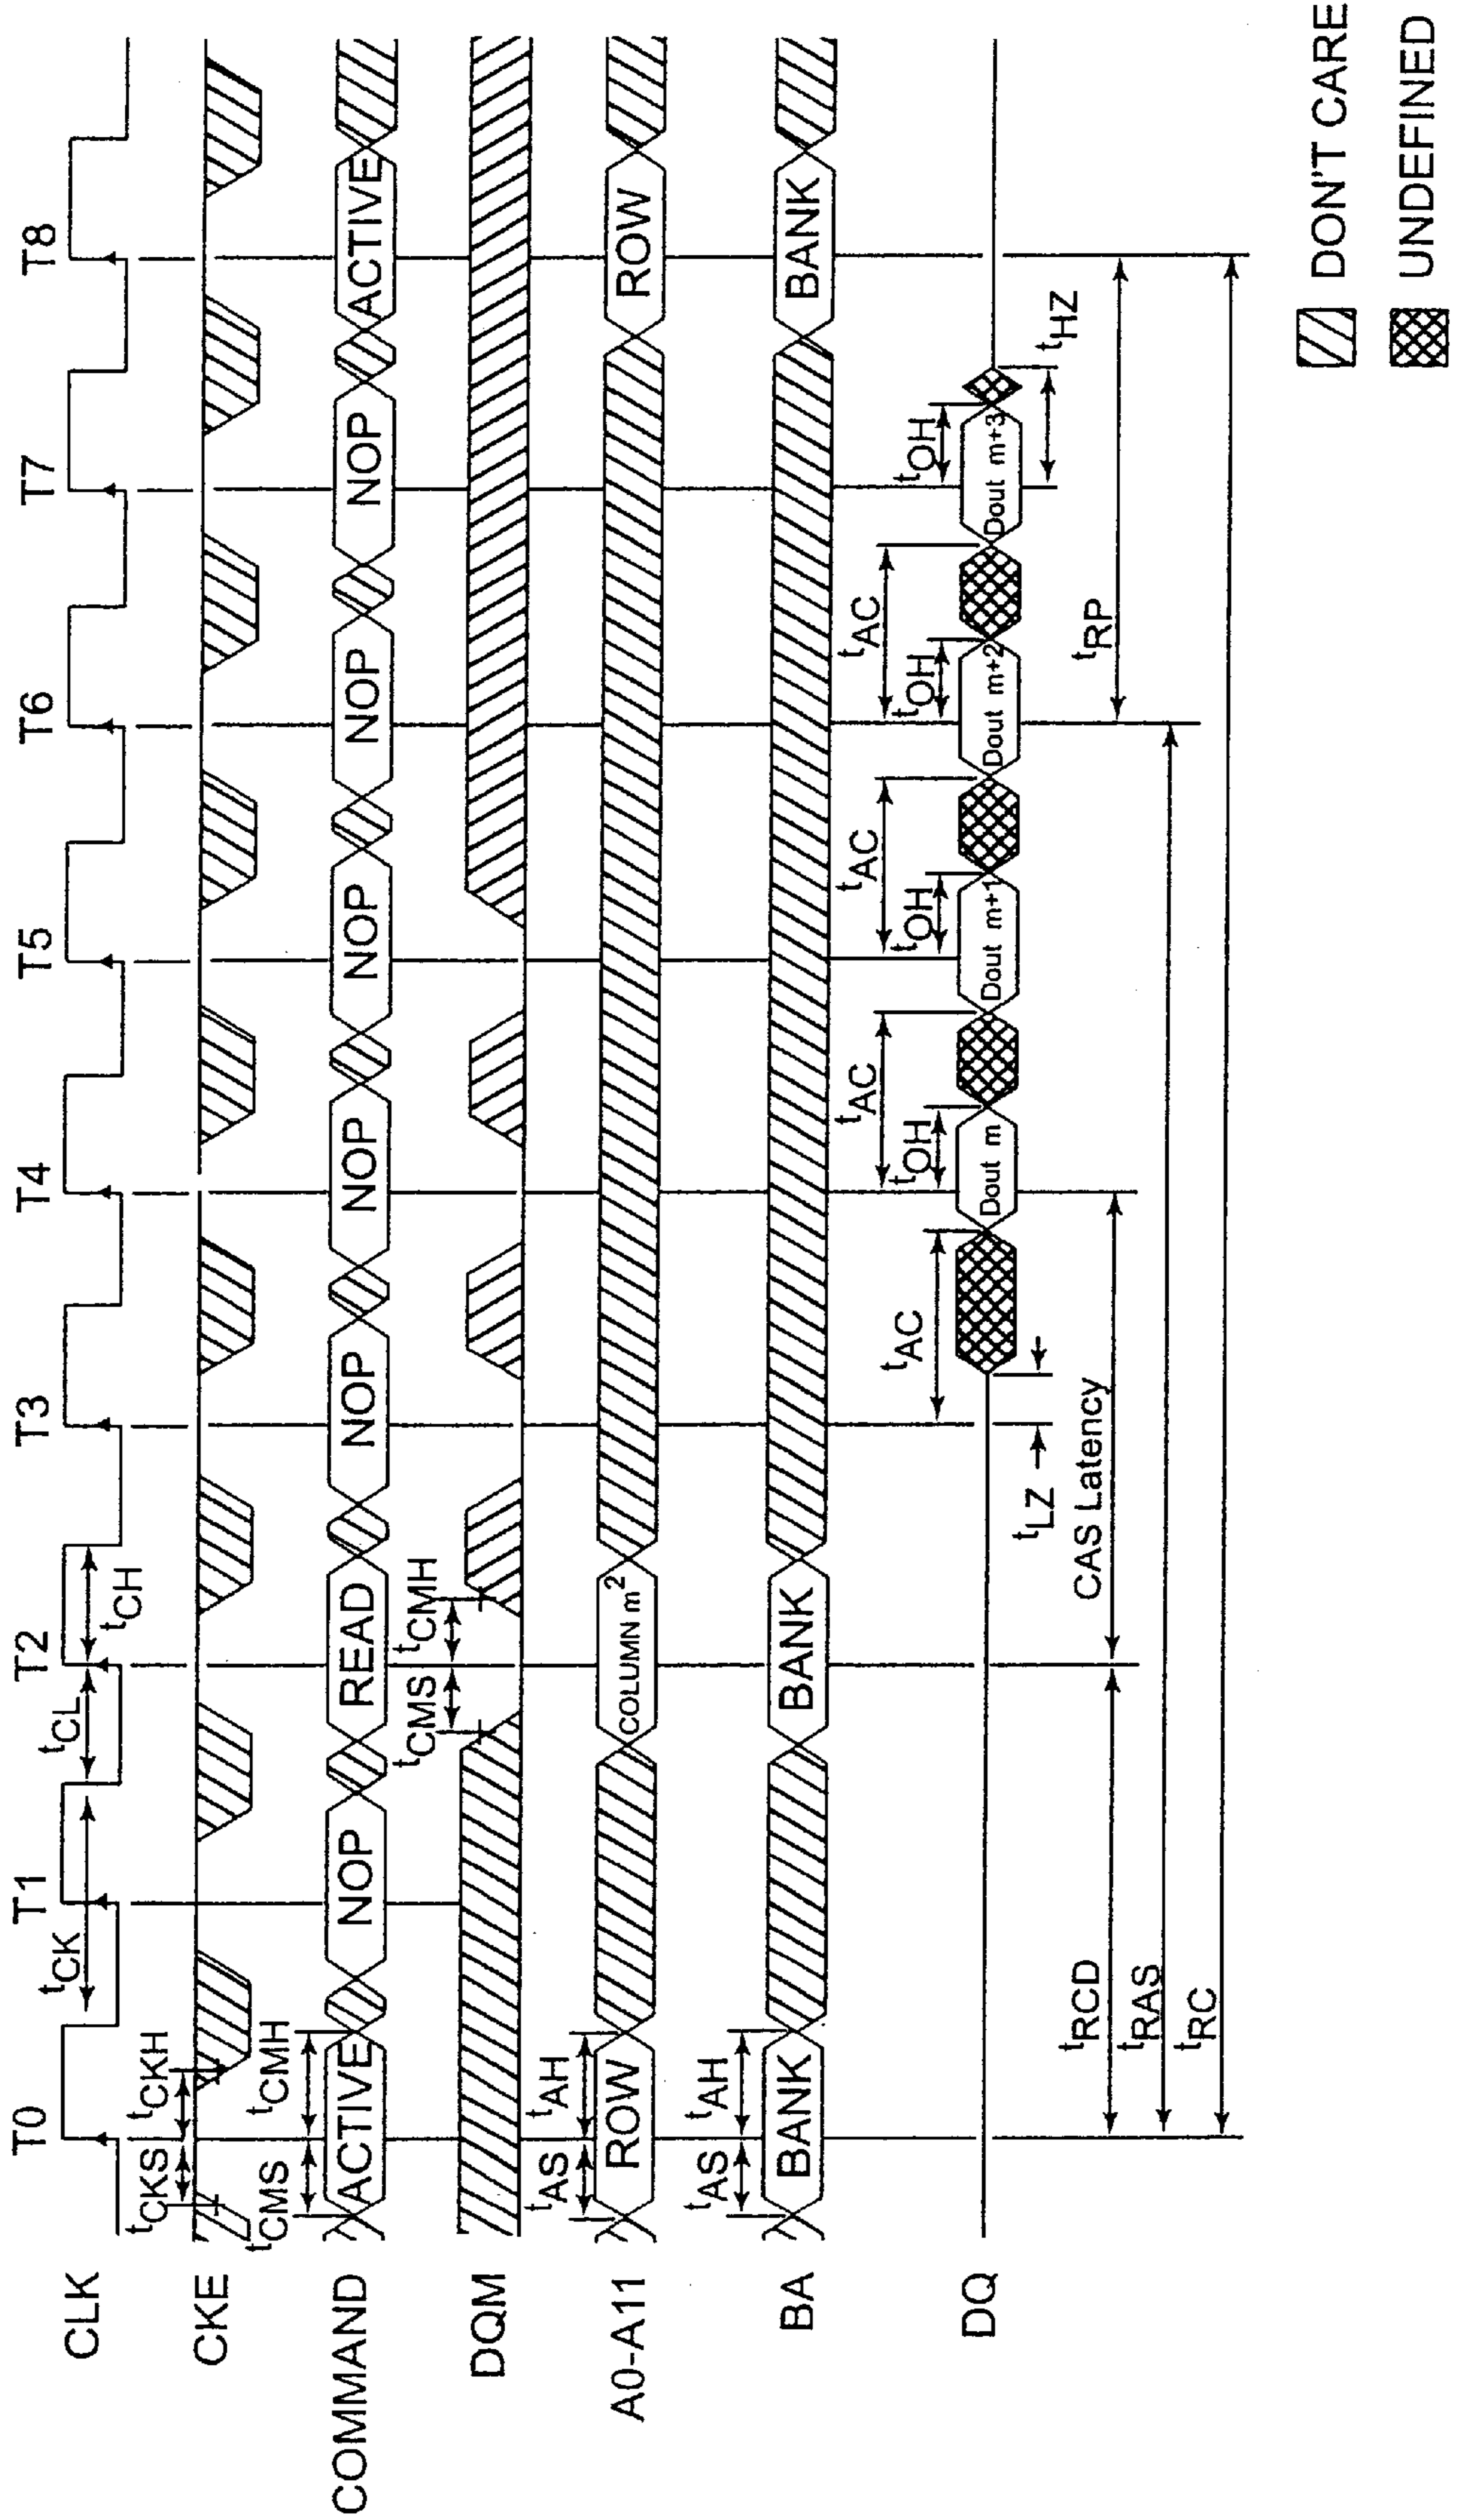 T0 T1 T2 T3 T4 T5 T6 T7 T8
CLK
tCK tCL tCH
tCKS tCKH
CKE
tCMS tCMH
COMMAND ACTIVE NOP READ NOP NOP NOP NOP NOP ACTIVE
tCMS tCMH
DQM
tAS tAH
A0-A11 ROW COLUMN m2 ROW
tAS tAH
BA BANK BANK BANK
tAC tAC tAC tAC
tOH tOH tOH tOH
DQ Dout m Dout m+1 Dout m+2 Dout m+3
tLZ tHZ
tRCD CAS Latency tRP
tRAS
tRC
DON'T CARE
UNDEFINED